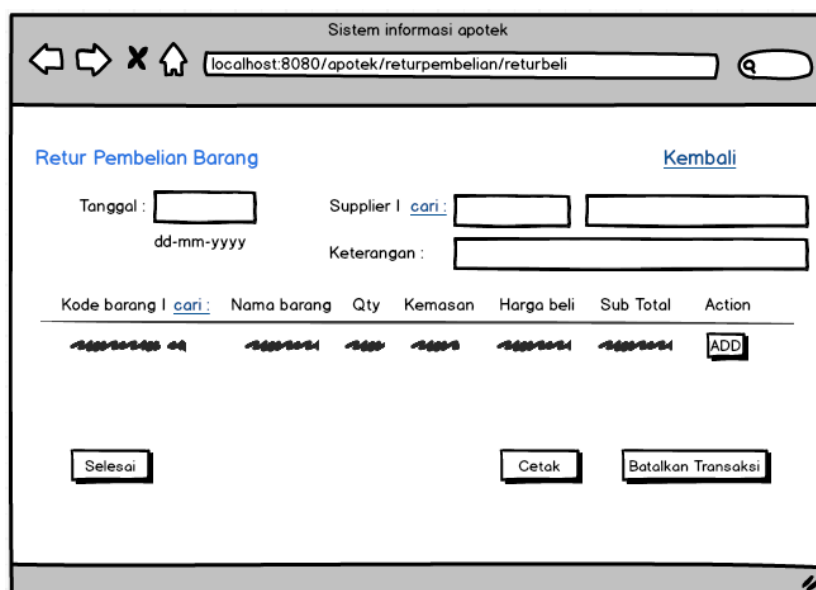 Sistem informasi apotek
localhost:8080/apotek/returpembelian/returbeli
Retur Pembelian Barang
Kembali
Tanggal :
Supplier | cari :
dd-mm-yyyy
Keterangan :
Kode barang | cari : Nama barang Qty Kemasan Harga beli Sub Total Action
ADD
Selesai Cetak Batalkan Transaksi